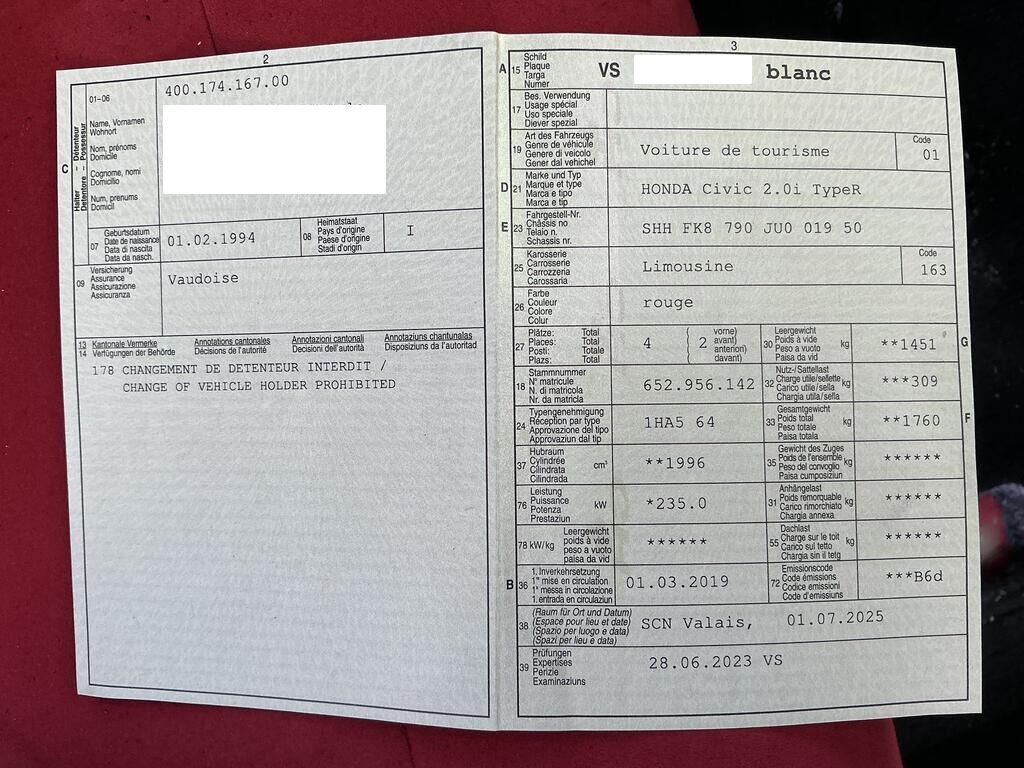 2
01-06
400.174.167.00
C
Halter - Détenteur
Detentore - Possessur
Name, Vornamen
Wohnort
Nom, prénoms
Domicile
Cognome, nomi
Domicilio
Num, prenums
Domicil
07
Geburtsdatum
Date de naissance
Data di nascita
Data da nasch.
01.02.1994
08
Heimatstaat
Pays d'origine
Paese d'origine
Stadi d'origin
I
09
Versicherung
Assurance
Assicurazione
Assicuranza
Vaudoise
13 Kantonale Vermerke Annotations cantonales Annotazioni cantonali Annotaziuns chantunalas
14 Verfügungen der Behörde Décisions de l'autorité Decisioni dell'autorità Disposiziuns da l'autoritad
178 CHANGEMENT DE DETENTEUR INTERDIT /
CHANGE OF VEHICLE HOLDER PROHIBITED
3
A 15
Schild
Plaque
Targa
Numer
VS blanc
17
Bes. Verwendung
Usage spécial
Uso speciale
Diever spezial
19
Art des Fahrzeugs
Genre de véhicule
Genere di veicolo
Gener dal vehichel
Voiture de tourisme
Code
01
D 21
Marke und Typ
Marque et type
Marca e tipo
Marca e tip
HONDA Civic 2.0i TypeR
E 23
Fahrgestell-Nr.
Châssis no
Telaio n.
Schassis nr.
SHH FK8 790 JU0 019 50
25
Karosserie
Carrosserie
Carrozzeria
Carossaria
Limousine
Code
163
26
Farbe
Couleur
Colore
Colur
rouge
27
Plätze: Total
Places: Total
Posti: Totale
Plazs: Total
4
( vorne)
( 2 avant)
( anteriori)
( davant)
30
Leergewicht
Poids à vide
Peso a vuoto
Paisa da vid
kg
**1451
G
18
Stammnummer
N° matricule
N. di matricola
Nr. da matricla
652.956.142
32
Nutz-/Sattellast
Charge utile/sellette
Carico utile/sella
Chargia utila/sella
kg
***309
24
Typengenehmigung
Réception par type
Approvazione del tipo
Approvaziun dal tip
1HA5 64
33
Gesamtgewicht
Poids total
Peso totale
Paisa totala
kg
**1760
F
37
Hubraum
Cylindrée
Cilindrata
Cilindrada
cm³
**1996
35
Gewicht des Zuges
Poids de l'ensemble
Peso del convoglio
Paisa cumposiziun
kg
******
76
Leistung
Puissance
Potenza
Prestaziun
kW
*235.0
31
Anhängelast
Poids remorquable
Carico rimorchiato
Chargia annexa
kg
******
78 kW/kg
Leergewicht
poids à vide
peso a vuoto
paisa da vid
******
55
Dachlast
Charge sur le toit
Carico sul tetto
Chargia sin il tetg
kg
******
B 36
1. Inverkehrsetzung
1re mise en circulation
1a messa in circolazione
1. entrada en circulaziun
01.03.2019
72
Emissionscode
Code émissions
Codice emissioni
Code d'emissiuns
***B6d
38
(Raum für Ort und Datum)
(Espace pour lieu et date)
(Spazio per luogo e data)
(Spazi per lieu e data)
SCN Valais, 01.07.2025
39
Prüfungen
Expertises
Perizie
Examinaziuns
28.06.2023 VS